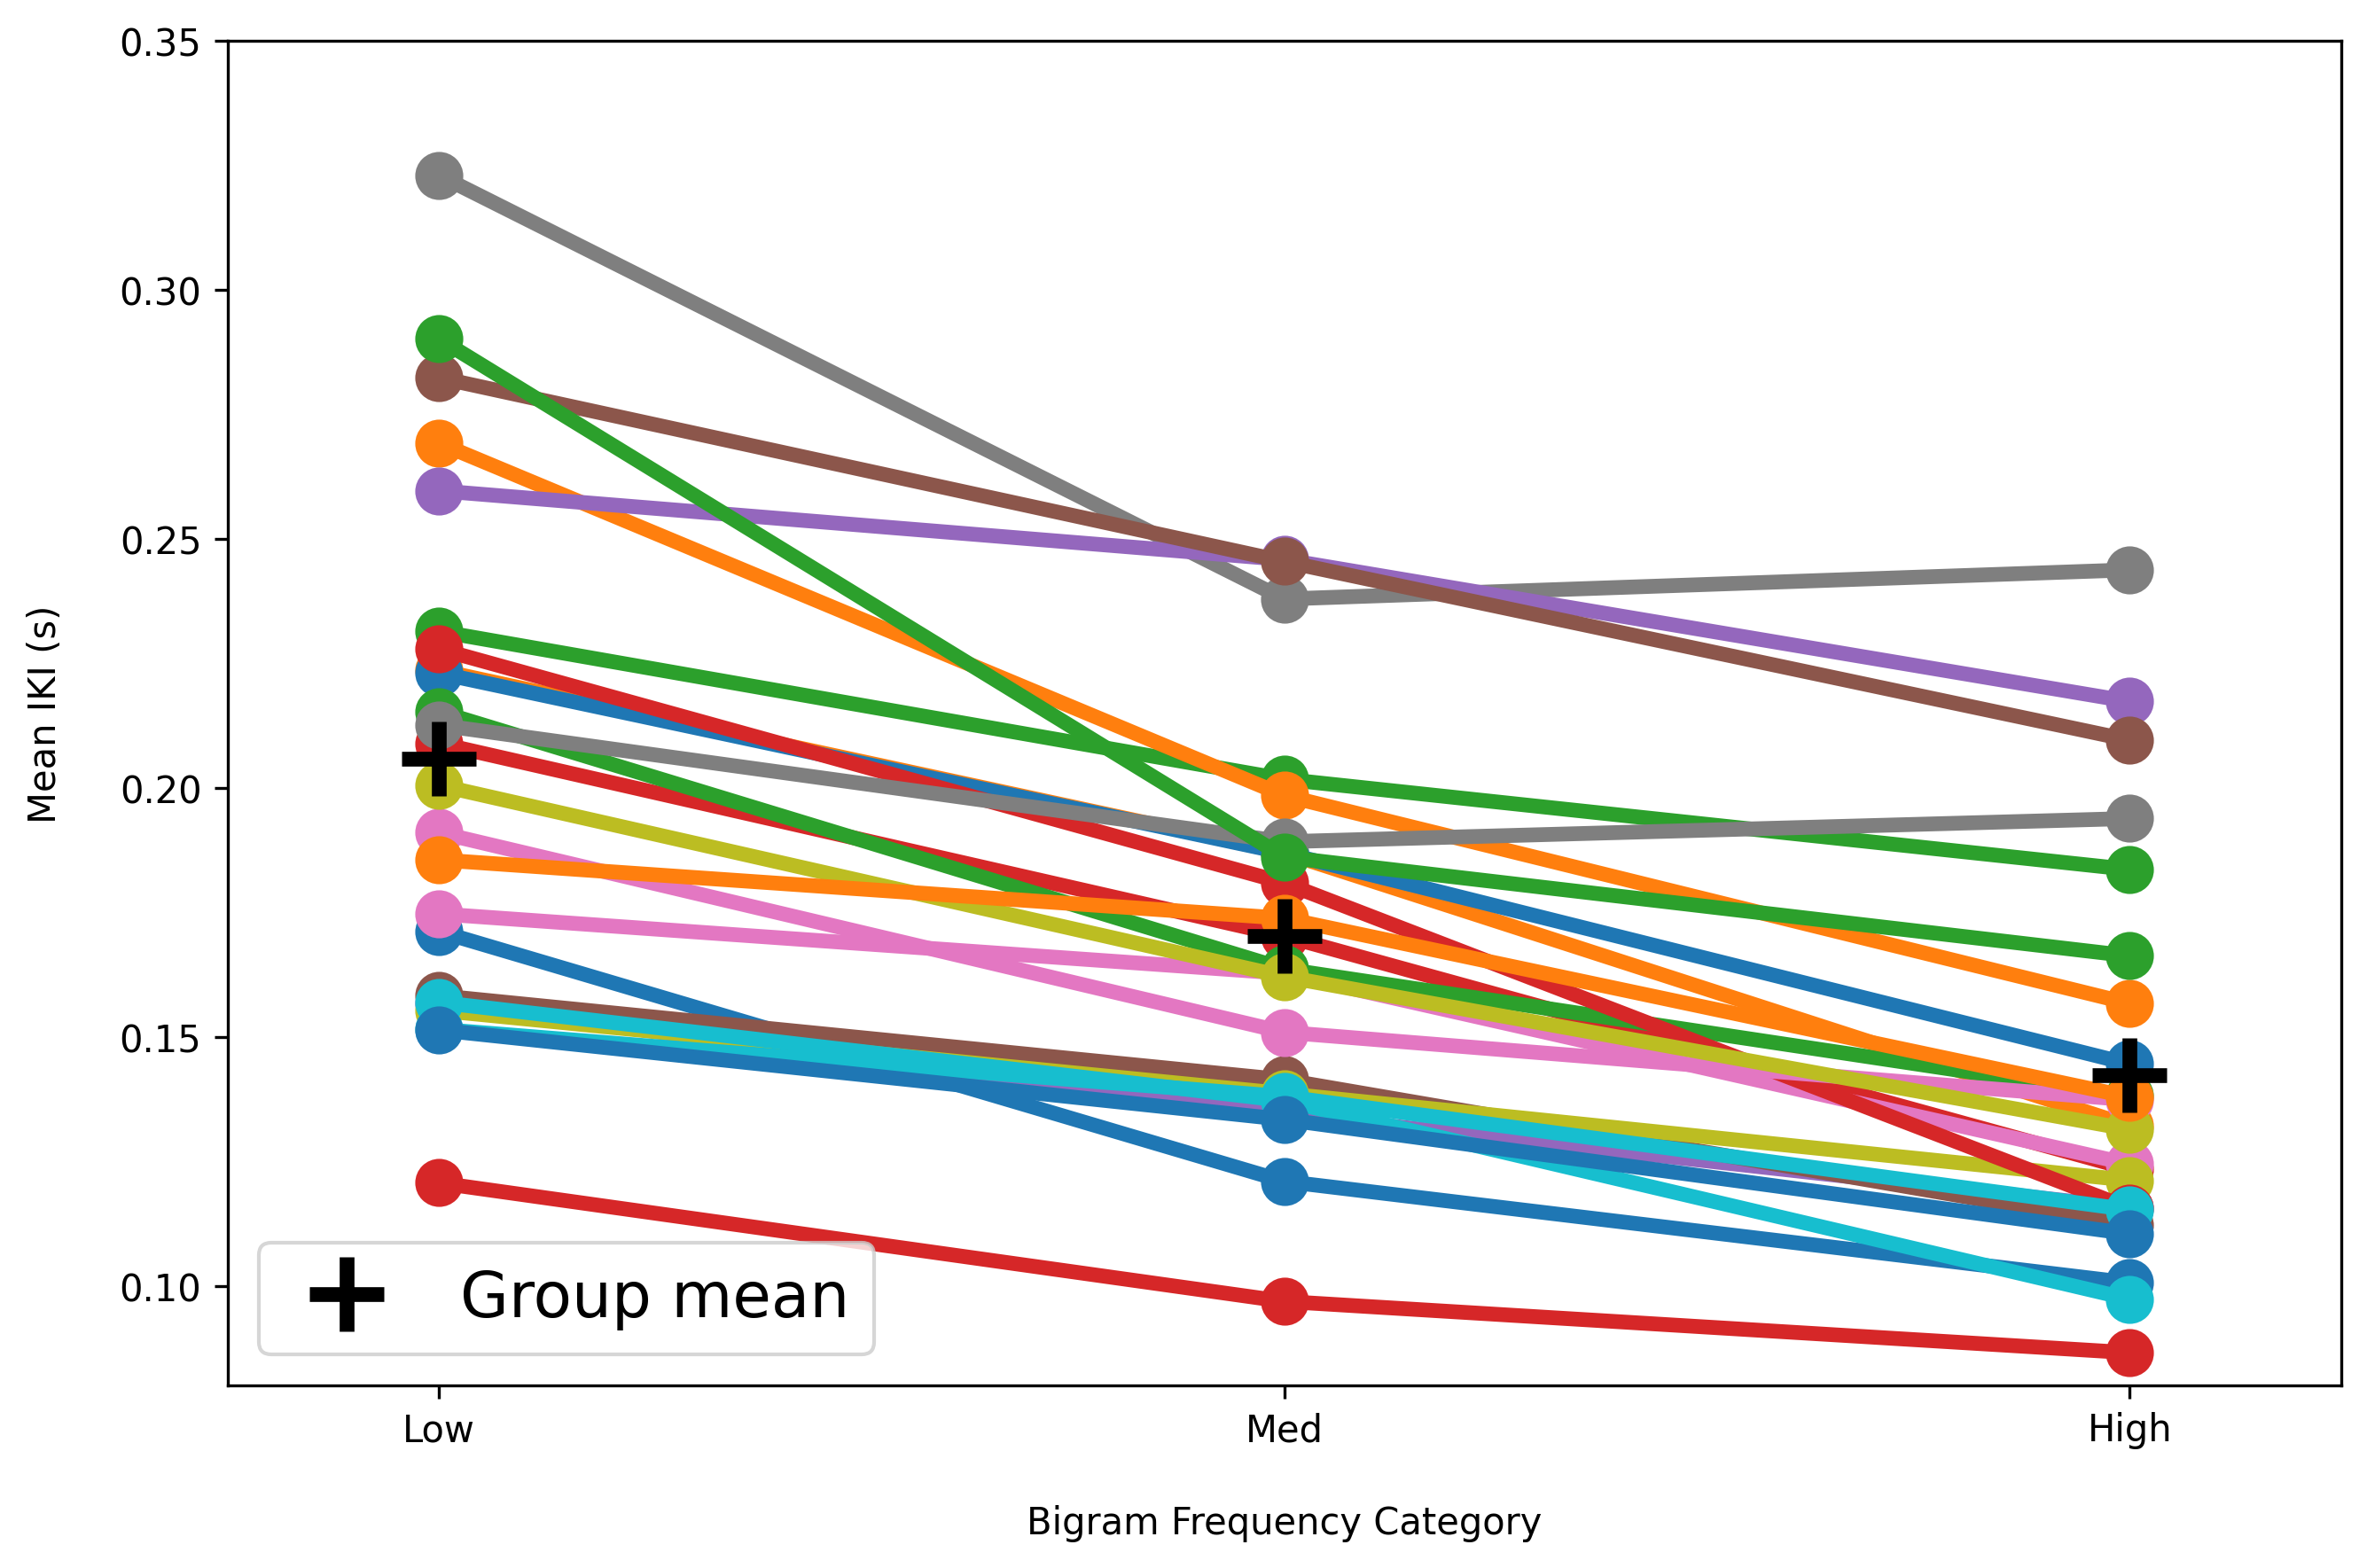 0.35
0.30
0.25
0.20
0.15
0.10
Mean IKI (s)
Group mean
Low
Med
High
Bigram Frequency Category